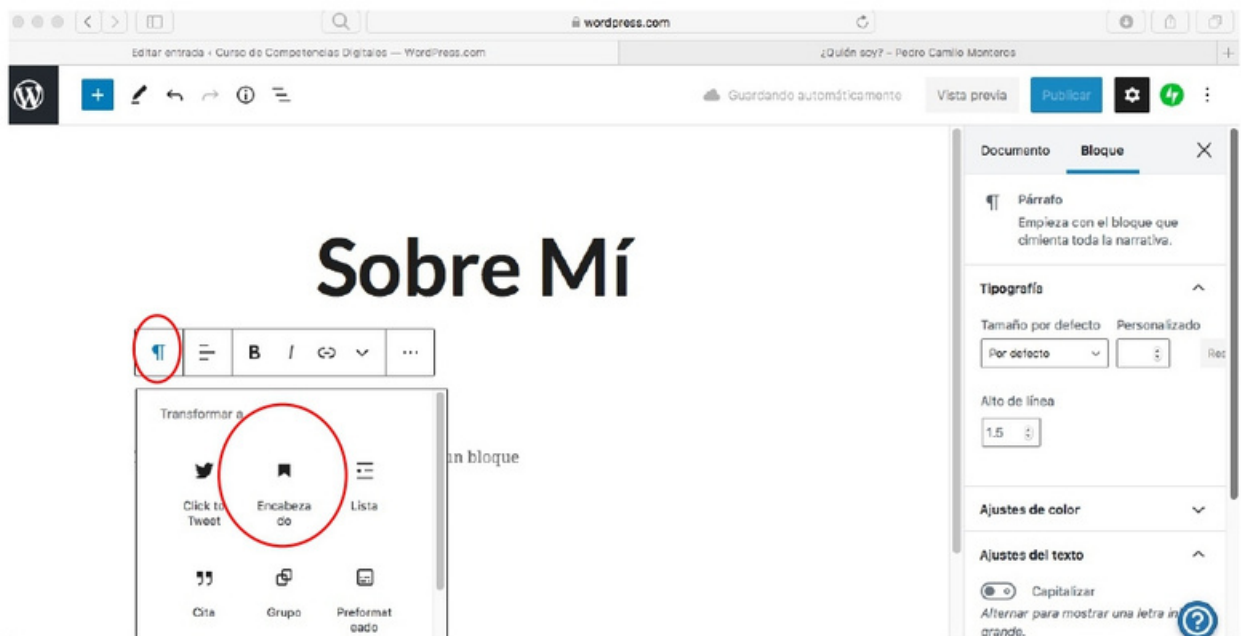 wordpress.com
Editar entrada ‹ Curso de Competencias Digitales — WordPress.com
¿Quién soy? – Pedro Camilo Monteros
Guardando automáticamente
Vista previa
Publicar
Documento
Bloque
Párrafo
Empieza con el bloque que
cimienta toda la narrativa.
Sobre Mí
Tipografía
Tamaño por defecto
Personalizado
Por defecto
Res
Alto de línea
1.5
B I
Transformar a
un bloque
Click to
Tweet
Encabeza
do
Lista
Cita
Grupo
Preformat
eado
Ajustes de color
Ajustes del texto
Capitalizar
Alternar para mostrar una letra in
grande.